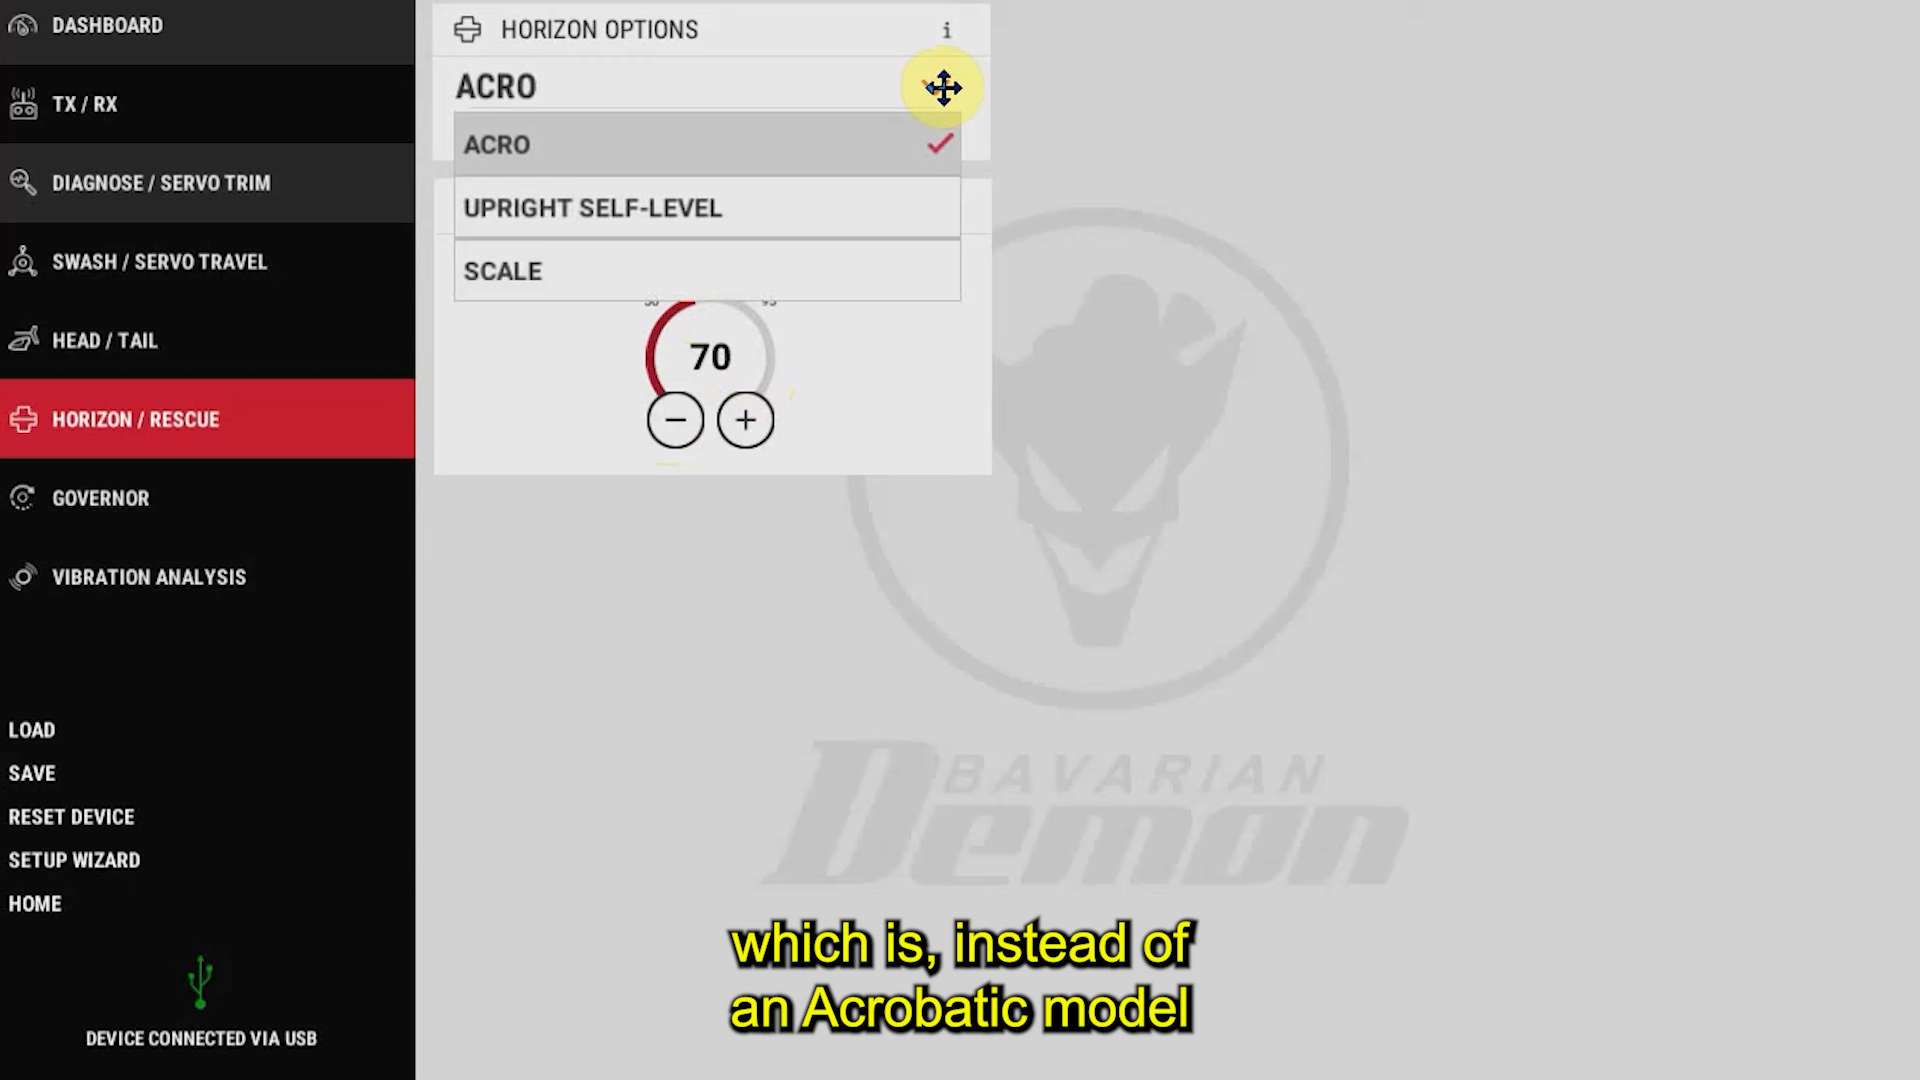 DASHBOARD
TX / RX
DIAGNOSE / SERVO TRIM
SWASH / SERVO TRAVEL
HEAD / TAIL
HORIZON / RESCUE
GOVERNOR
VIBRATION ANALYSIS
LOAD
SAVE
RESET DEVICE
SETUP WIZARD
HOME
DEVICE CONNECTED VIA USB
HORIZON OPTIONS
i
ACRO
ACRO
UPRIGHT SELF-LEVEL
SCALE
70
BAVARIAN
Demon
which is, instead of
an Acrobatic model